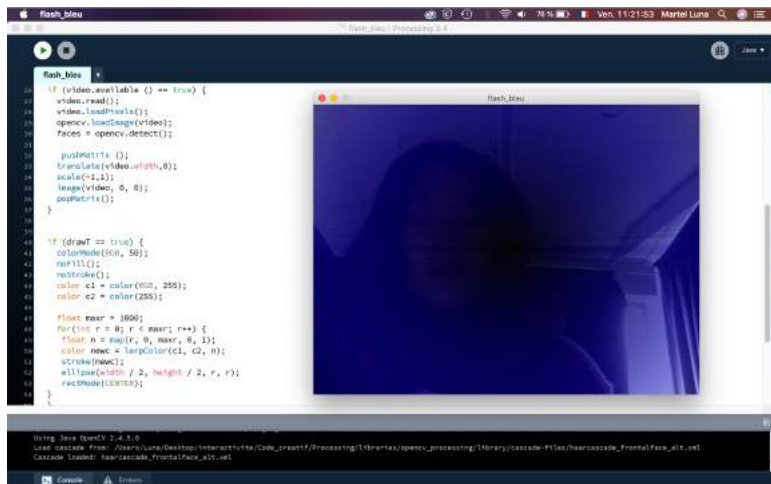 flash_bleu
76 % Ven. 11:21:53 Martel Luna
flash_bleu | Processing 3.4
Java
flash_bleu
if (video.available () == true) {
video.read();
video.loadPixels();
opencv.loadImage(video);
faces = opencv.detect();
pushMatrix ();
translate(video.width,0);
scale(-1,1);
image(video, 0, 0);
popMatrix();
}
if (drawT == true) {
colorMode(RGB, 50);
noFill();
noStroke();
color c1 = color(RGB, 255);
color c2 = color(255);
float maxr = 1000;
for(int r = 0; r < maxr; r++) {
float n = map(r, 0, maxr, 0, 1);
color newc = lerpColor(c1, c2, n);
stroke(newc);
ellipse(width / 2, height / 2, r, r);
rectMode(CENTER);
}
flash_bleu
Using Java OpenCV 2.4.5.0
Load cascade from: /Users/Luna/Desktop/interactivite/Code_creatif/Processing/libraries/opencv_processing/library/cascade-files/haarcascade_frontalface_alt.xml
Cascade loaded: haarcascade_frontalface_alt.xml
Console Erreurs